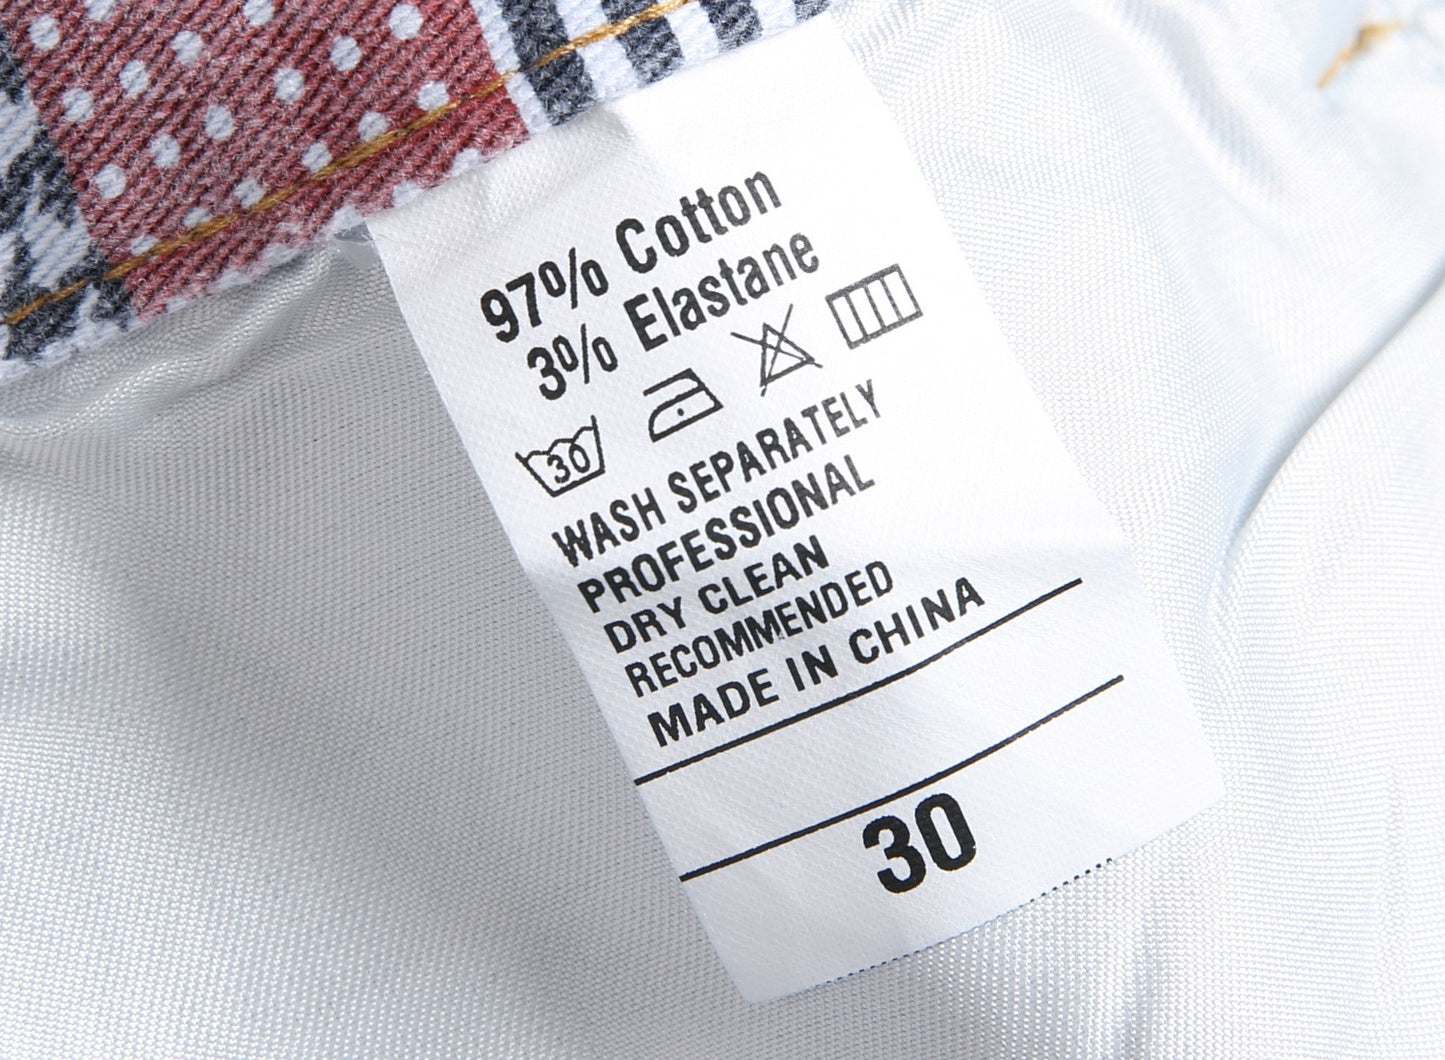 97% Cotton
3% Elastane
30
WASH SEPARATELY
PROFESSIONAL
DRY CLEAN
RECOMMENDED
MADE IN CHINA
30